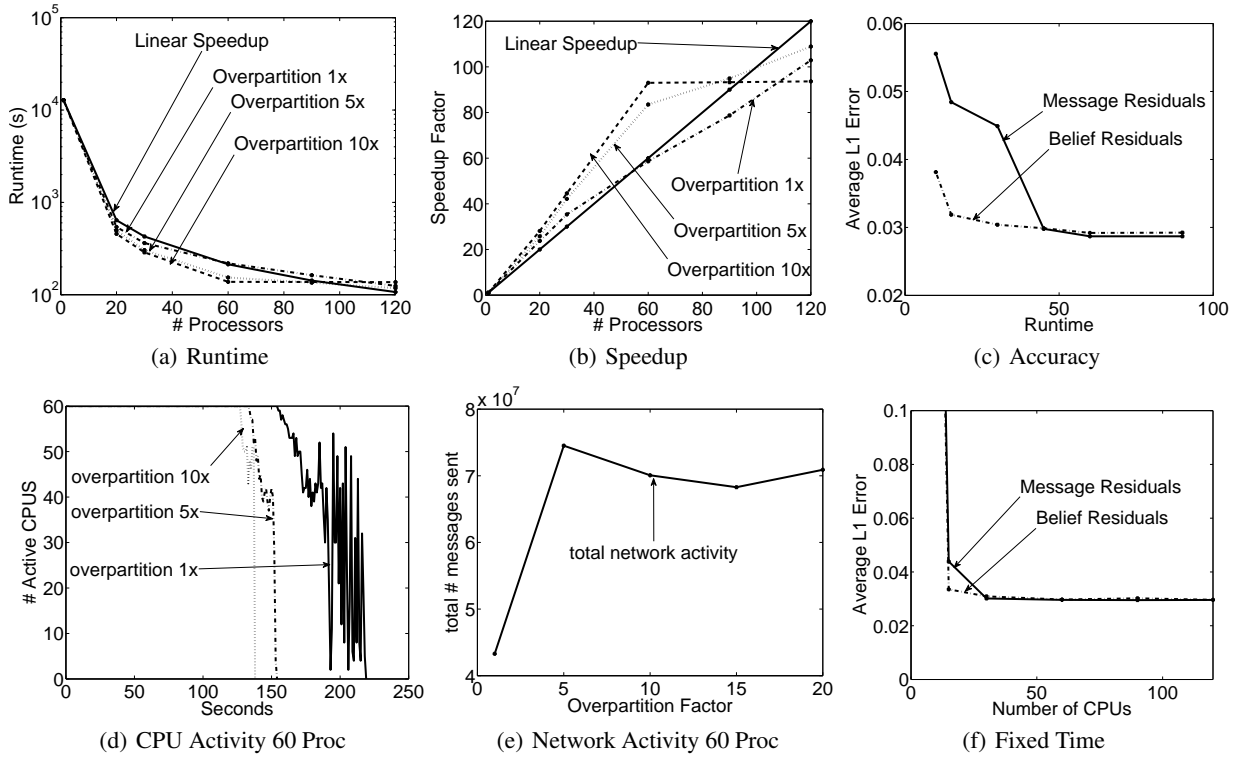 10^5
10^4
10^3
10^2
Runtime (s)
Linear Speedup
Overpartition 1x
Overpartition 5x
Overpartition 10x
0 20 40 60 80 100 120
# Processors
(a) Runtime
120
100
80
60
40
20
0
Speedup Factor
Linear Speedup
Overpartition 1x
Overpartition 5x
Overpartition 10x
0 20 40 60 80 100 120
# Processors
(b) Speedup
0.06
0.05
0.04
0.03
0.02
Average L1 Error
Message Residuals
Belief Residuals
0 50 100
Runtime
(c) Accuracy
60
50
40
30
20
10
0
# Active CPUS
overpartition 10x
overpartition 5x
overpartition 1x
0 50 100 150 200 250
Seconds
(d) CPU Activity 60 Proc
x 10^7
8
7
6
5
4
total # messages sent
total network activity
0 5 10 15 20
Overpartition Factor
(e) Network Activity 60 Proc
0.1
0.08
0.06
0.04
0.02
0
Average L1 Error
Message Residuals
Belief Residuals
0 50 100
Number of CPUs
(f) Fixed Time